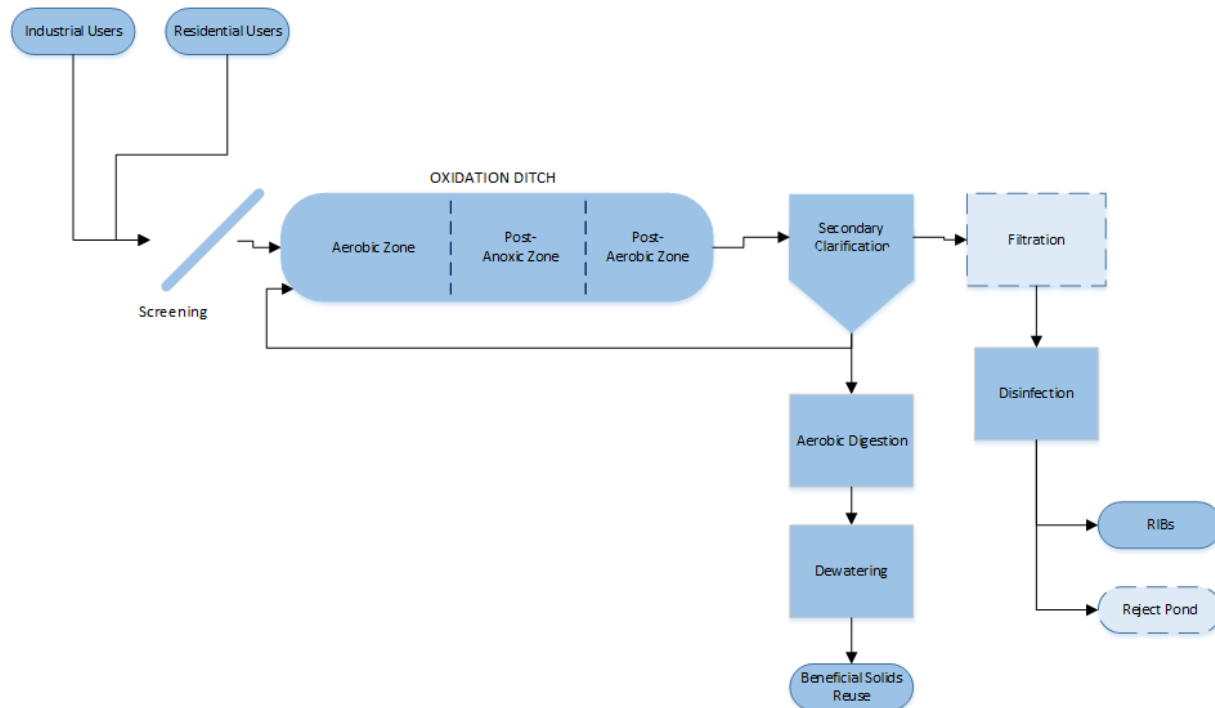 Industrial Users
Residential Users
OXIDATION DITCH
Aerobic Zone
Post-
Anoxic Zone
Post-
Aerobic Zone
Secondary
Clarification
Filtration
Screening
Disinfection
Aerobic Digestion
RIBs
Dewatering
Reject Pond
Beneficial Solids
Reuse